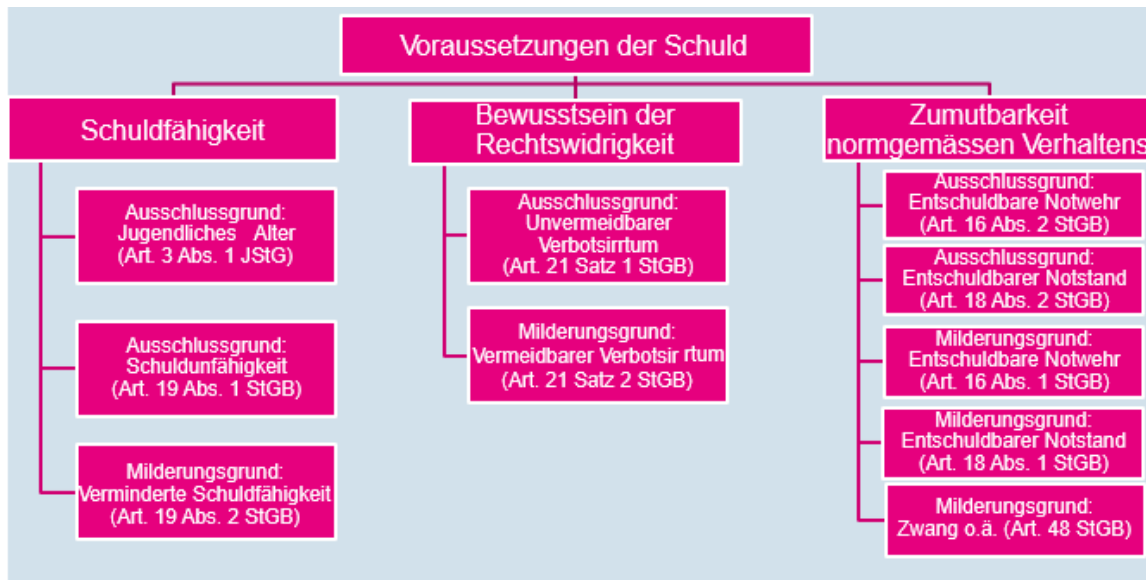 Voraussetzungen der Schuld
Schuldfähigkeit
Ausschlussgrund:
Jugendliches Alter
(Art. 3 Abs. 1 JStG)
Ausschlussgrund:
Schuldunfähigkeit
(Art. 19 Abs. 1 StGB)
Milderungsgrund:
Verminderte Schuldfähigkeit
(Art. 19 Abs. 2 StGB)
Bewusstsein der
Rechtswidrigkeit
Ausschlussgrund:
Unvermeidbarer
Verbotsirrtum
(Art. 21 Satz 1 StGB)
Milderungsgrund:
Vermeidbarer Verbotsir rtum
(Art. 21 Satz 2 StGB)
Zumutbarkeit
normgemässen Verhaltens
Ausschlussgrund:
Entschuldbare Notwehr
(Art. 16 Abs. 2 StGB)
Ausschlussgrund:
Entschuldbarer Notstand
(Art. 18 Abs. 2 StGB)
Milderungsgrund:
Entschuldbare Notwehr
(Art. 16 Abs. 1 StGB)
Milderungsgrund:
Entschuldbarer Notstand
(Art. 18 Abs. 1 StGB)
Milderungsgrund:
Zwang o.ä. (Art. 48 StGB)